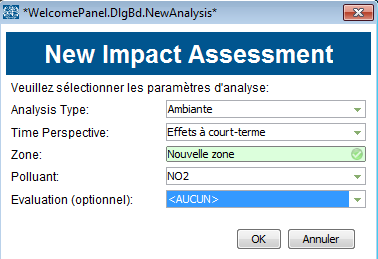 *WelcomePanel.DlgBd.NewAnalysis*
New Impact Assessment
Veuillez sélectionner les paramètres d'analyse:
Analysis Type: Ambiante
Time Perspective: Effets à court-terme
Zone: Nouvelle zone
Polluant: NO2
Evaluation (optionnel): <AUCUN>
OK Annuler